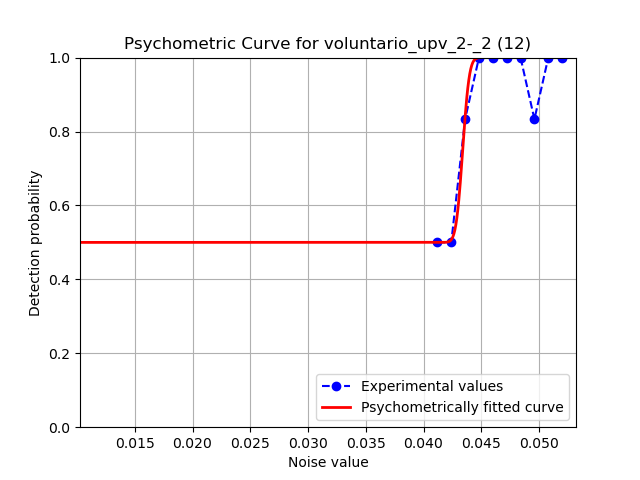 Psychometric Curve for voluntario_upv_2-_2 (12)
Detection probability
1.0
0.8
0.6
0.4
0.2
0.0
0.015 0.020 0.025 0.030 0.035 0.040 0.045 0.050
Noise value
Experimental values
Psychometrically fitted curve